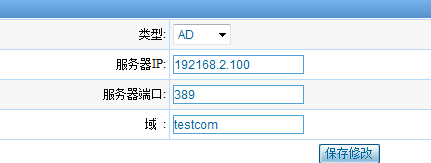 类型: AD
服务器IP: 192168.2.100
服务器端口: 389
域 : testcom
保存修改